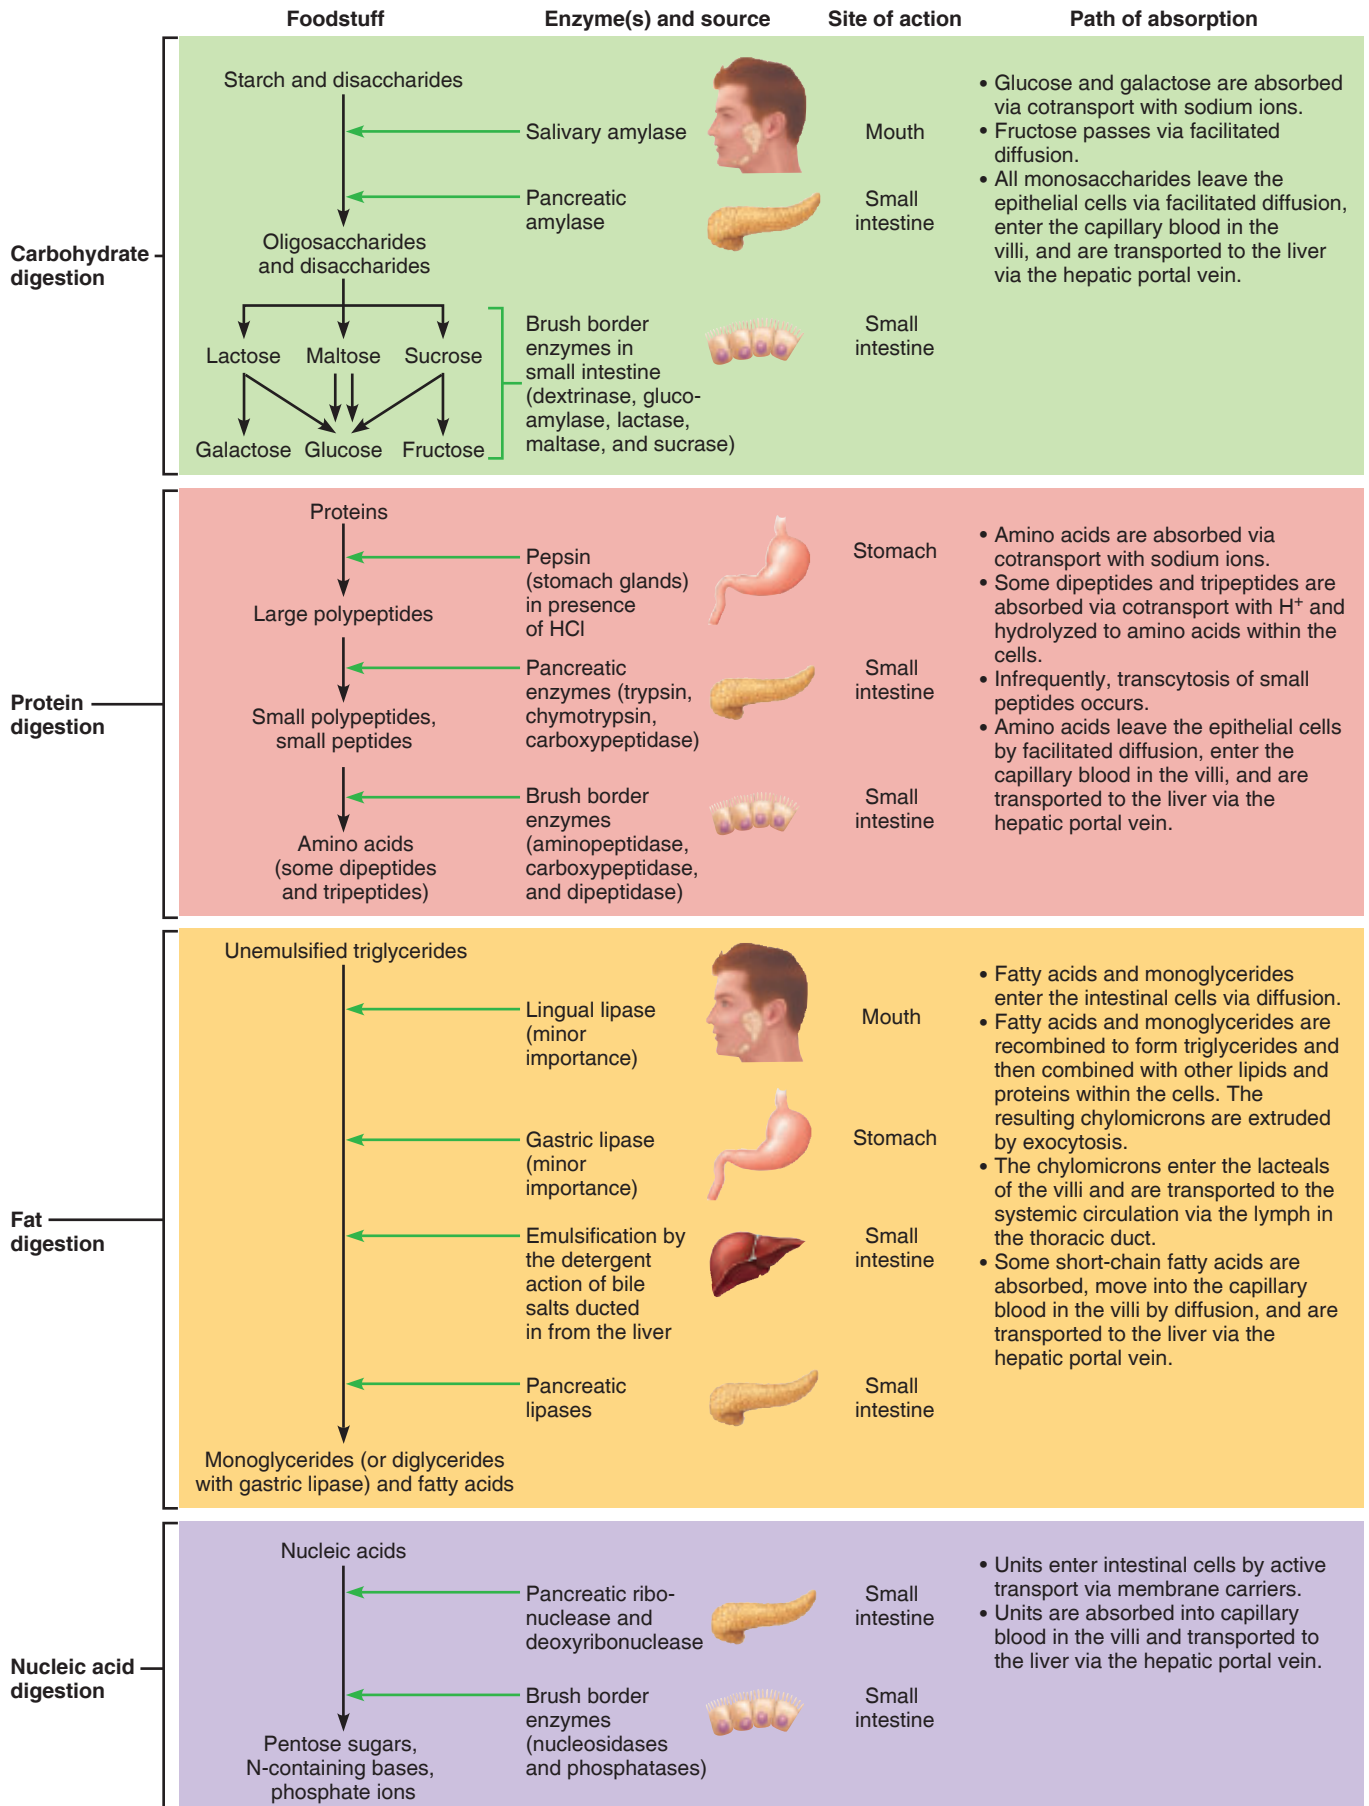 Foodstuff
Enzyme(s) and source
Site of action
Path of absorption
Carbohydrate
digestion
Starch and disaccharides
Oligosaccharides
and disaccharides
Lactose
Maltose
Sucrose
Galactose
Glucose
Fructose
Salivary amylase
Mouth
Pancreatic
amylase
Small
intestine
Brush border
enzymes in
small intestine
(dextrinase, gluco-
amylase, lactase,
maltase, and sucrase)
Small
intestine
• Glucose and galactose are absorbed
via cotransport with sodium ions.
• Fructose passes via facilitated
diffusion.
• All monosaccharides leave the
epithelial cells via facilitated diffusion,
enter the capillary blood in the
villi, and are transported to the liver
via the hepatic portal vein.
Protein
digestion
Proteins
Large polypeptides
Small polypeptides,
small peptides
Amino acids
(some dipeptides
and tripeptides)
Pepsin
(stomach glands)
in presence
of HCl
Stomach
Pancreatic
enzymes (trypsin,
chymotrypsin,
carboxypeptidase)
Small
intestine
Brush border
enzymes
(aminopeptidase,
carboxypeptidase,
and dipeptidase)
Small
intestine
• Amino acids are absorbed via
cotransport with sodium ions.
• Some dipeptides and tripeptides are
absorbed via cotransport with H⁺ and
hydrolyzed to amino acids within the
cells.
• Infrequently, transcytosis of small
peptides occurs.
• Amino acids leave the epithelial cells
by facilitated diffusion, enter the
capillary blood in the villi, and are
transported to the liver via the
hepatic portal vein.
Fat
digestion
Unemulsified triglycerides
Monoglycerides (or diglycerides
with gastric lipase) and fatty acids
Lingual lipase
(minor
importance)
Mouth
Gastric lipase
(minor
importance)
Stomach
Emulsification by
the detergent
action of bile
salts ducted
in from the liver
Small
intestine
Pancreatic
lipases
Small
intestine
• Fatty acids and monoglycerides
enter the intestinal cells via diffusion.
• Fatty acids and monoglycerides are
recombined to form triglycerides and
then combined with other lipids and
proteins within the cells. The
resulting chylomicrons are extruded
by exocytosis.
• The chylomicrons enter the lacteals
of the villi and are transported to the
systemic circulation via the lymph in
the thoracic duct.
• Some short-chain fatty acids are
absorbed, move into the capillary
blood in the villi by diffusion, and are
transported to the liver via the
hepatic portal vein.
Nucleic acid
digestion
Nucleic acids
Pentose sugars,
N-containing bases,
phosphate ions
Pancreatic ribo-
nuclease and
deoxyribonuclease
Small
intestine
Brush border
enzymes
(nucleosidases
and phosphatases)
Small
intestine
• Units enter intestinal cells by active
transport via membrane carriers.
• Units are absorbed into capillary
blood in the villi and transported to
the liver via the hepatic portal vein.